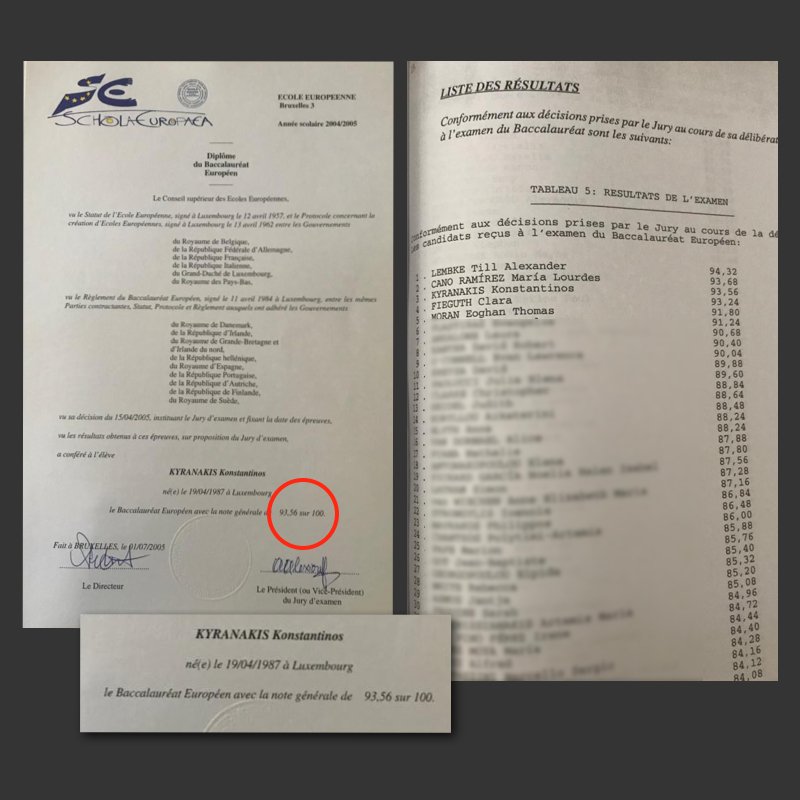 SCHOLA EUROPAEA
ECOLE EUROPEENNE
Bruxelles 3
Année scolaire 2004/2005
Diplôme
du Baccalauréat
Européen
Le Conseil supérieur des Ecoles Européennes,
vu le Statut de l'Ecole Européenne, signé à Luxembourg le 12 avril 1957, et le Protocole concernant la
création d'Ecoles Européennes, signé à Luxembourg le 13 avril 1962 entre les Gouvernements
du Royaume de Belgique,
de la République Fédérale d'Allemagne,
de la République Française,
de la République Italienne,
du Grand-Duché de Luxembourg,
du Royaume des Pays-Bas,
vu le Règlement du Baccalauréat Européen, signé le 11 avril 1984 à Luxembourg, entre les mêmes
Parties contractantes, Statut, Protocole et Règlement auxquels ont adhéré les Gouvernements
du Royaume de Danemark,
de la République d'Irlande,
du Royaume de Grande-Bretagne et
d'Irlande du nord,
de la République hellénique,
du Royaume d'Espagne,
de la République Portugaise,
de la République d'Autriche,
de la République de Finlande,
du Royaume de Suède,
vu sa décision du 15/04/2005, instituant le Jury d'examen et fixant la date des épreuves,
vu les résultats obtenus à ces épreuves, sur proposition du Jury d'examen,
a conféré à l'élève
KYRANAKIS Konstantinos
né(e) le 19/04/1987 à Luxembourg
le Baccalauréat Européen avec la note générale de 93,56 sur 100.
Fait à BRUXELLES, le 01/07/2005
Le Directeur
Le Président (ou Vice-Président)
du Jury d'examen
KYRANAKIS Konstantinos
né(e) le 19/04/1987 à Luxembourg
le Baccalauréat Européen avec la note générale de 93,56 sur 100.
LISTE DES RÉSULTATS
Conformément aux décisions prises par le Jury au cours de sa délibérat
à l'examen du Baccalauréat sont les suivants:
TABLEAU 5: RESULTATS DE L'EXAMEN
onformément aux décisions prises par le Jury au cours de la dé
candidats reçus à l'examen du Baccalauréat Européen:
1. LEMBKE Till Alexander 94,32
2. CANO RAMÍREZ María Lourdes 93,68
3. KYRANAKIS Konstantinos 93,56
4. FIEGUTH Clara 93,24
5. MORAN Eoghan Thomas 91,80
91,24
90,68
90,40
90,04
89,88
89,60
88,84
88,64
88,48
88,24
88,24
87,88
87,80
87,56
87,28
87,16
86,84
86,48
86,00
85,88
85,76
85,40
85,32
85,20
85,08
84,96
84,72
84,44
84,40
84,28
84,16
84,12
84,08